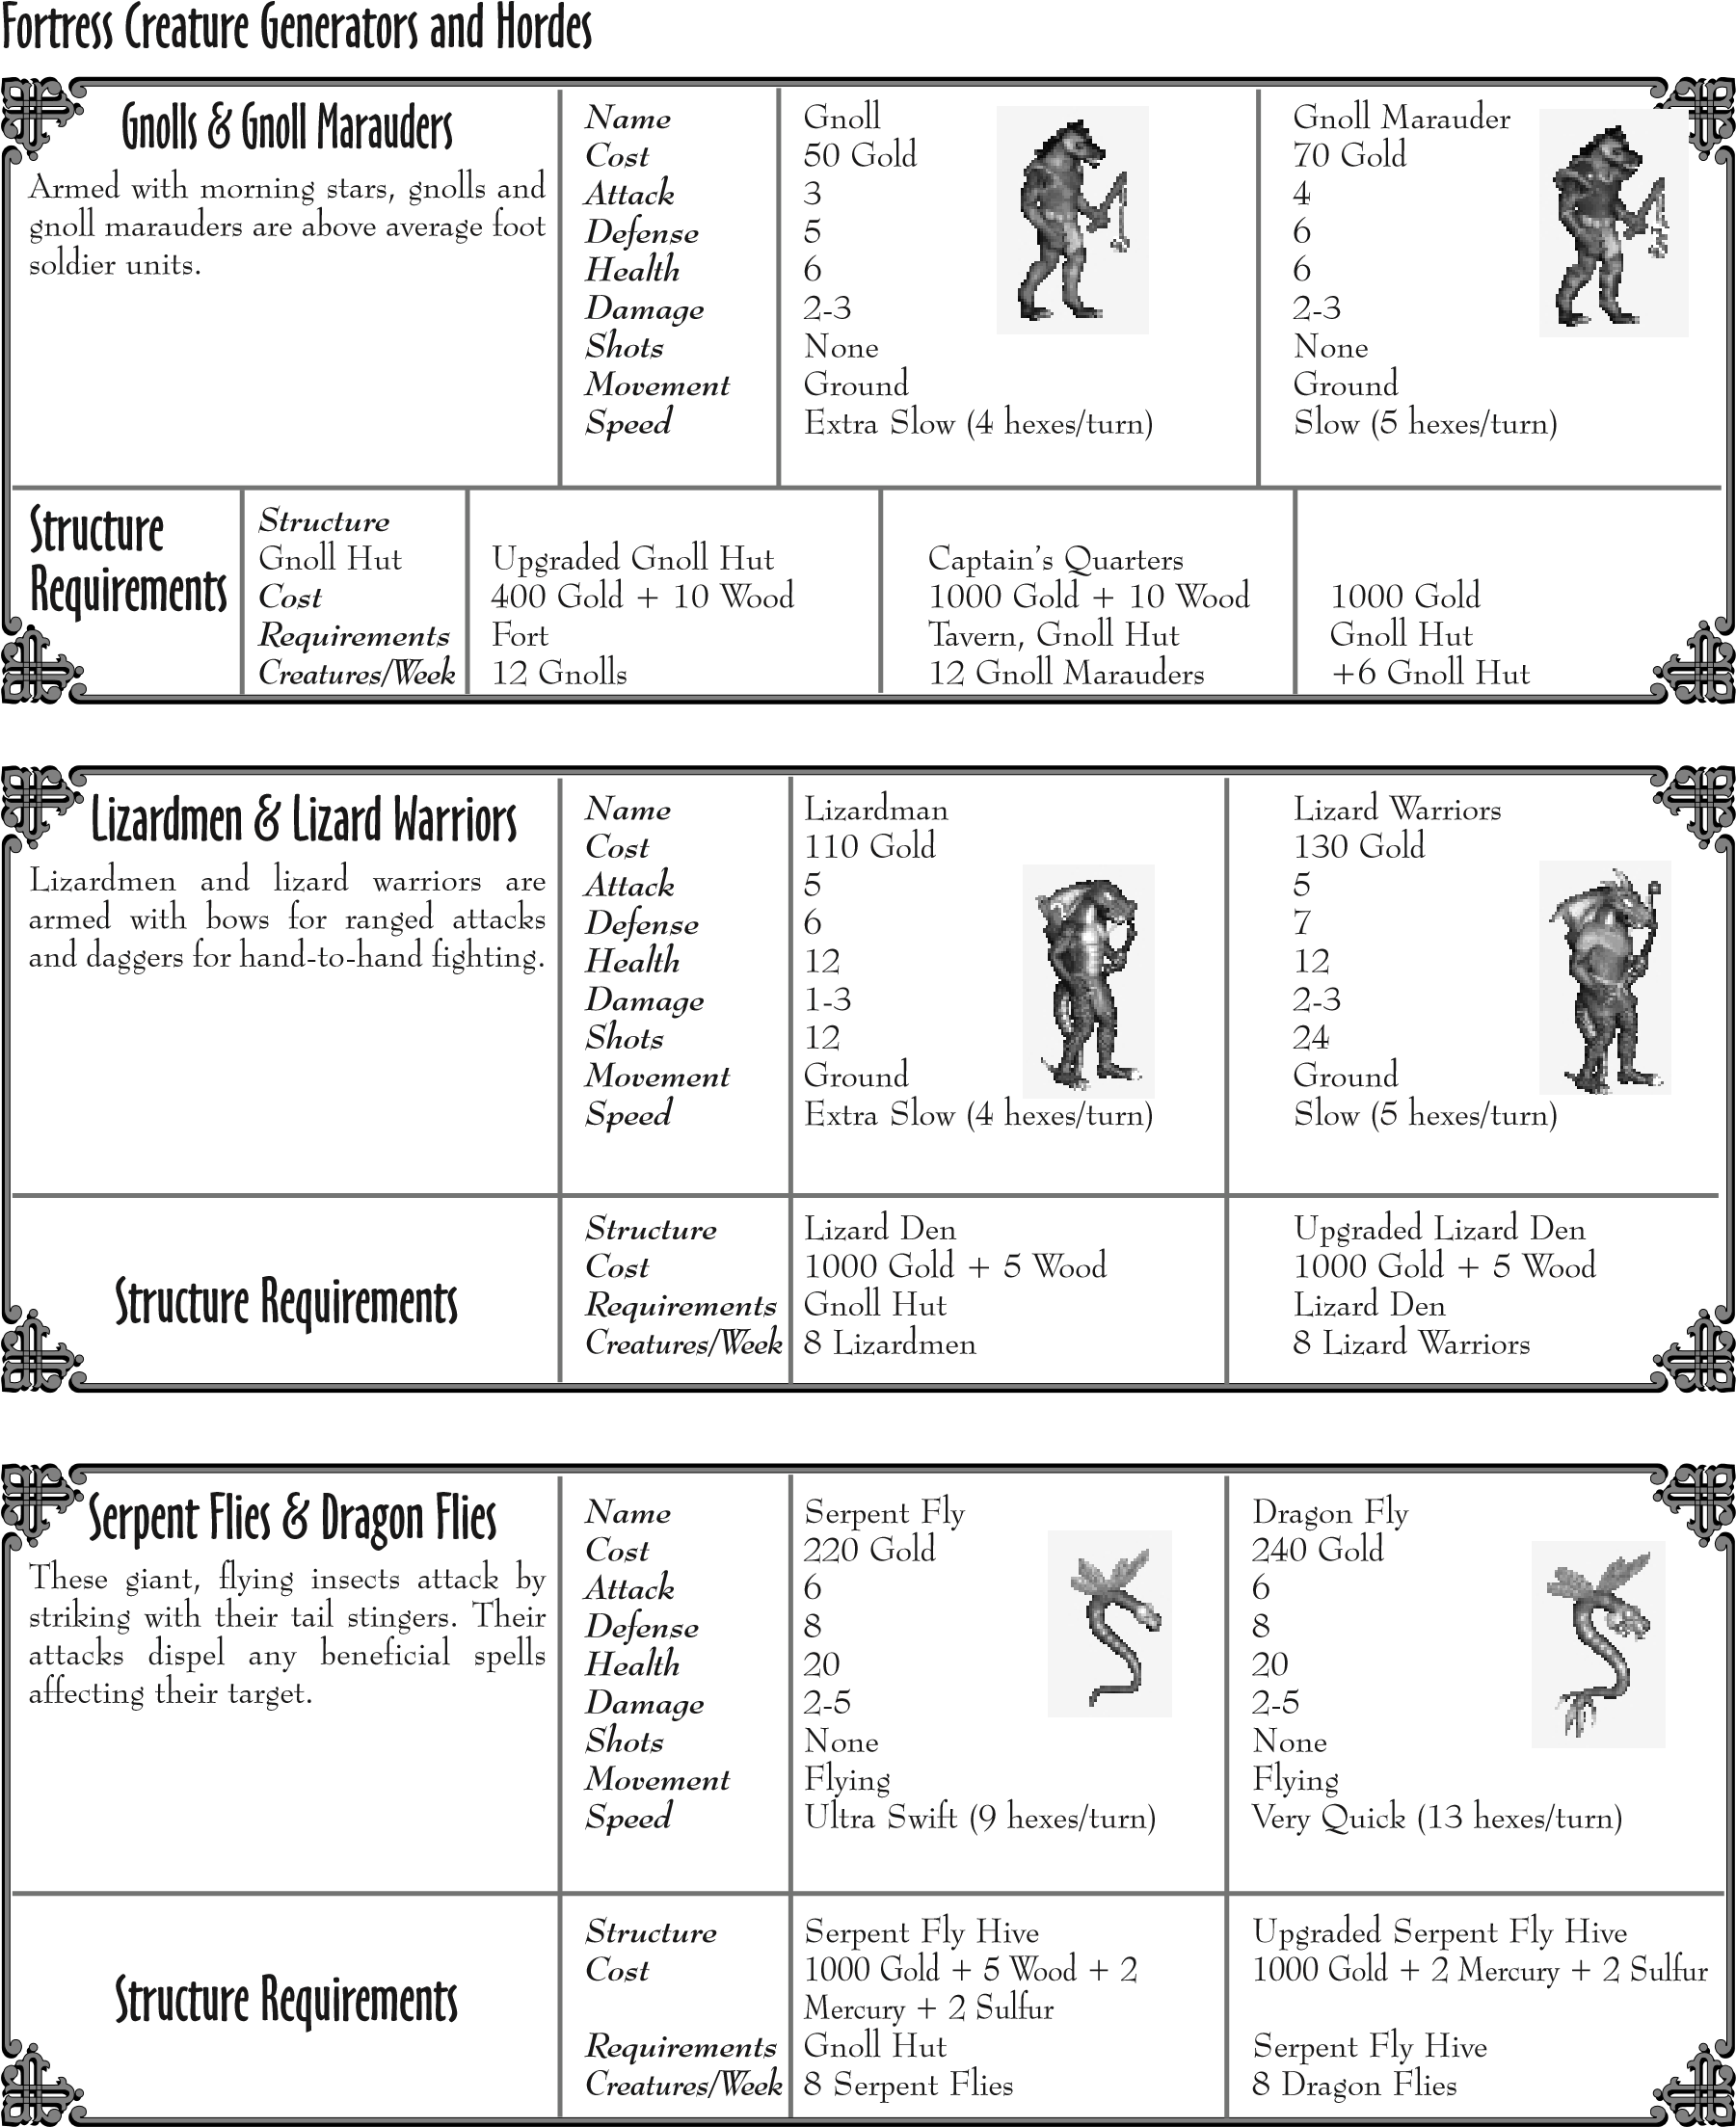 Fortress Creature Generators and Hordes
Gnolls & Gnoll Marauders
Armed with morning stars, gnolls and
gnoll marauders are above average foot
soldier units.
Name Gnoll Gnoll Marauder
Cost 50 Gold 70 Gold
Attack 3 4
Defense 5 6
Health 6 6
Damage 2-3 2-3
Shots None None
Movement Ground Ground
Speed Extra Slow (4 hexes/turn) Slow (5 hexes/turn)
Structure
Requirements
Structure
Gnoll Hut Upgraded Gnoll Hut Captain's Quarters
Cost 400 Gold + 10 Wood 1000 Gold + 10 Wood 1000 Gold
Requirements Fort Tavern, Gnoll Hut Gnoll Hut
Creatures/Week 12 Gnolls 12 Gnoll Marauders +6 Gnoll Hut
Lizardmen & Lizard Warriors
Lizardmen and lizard warriors are
armed with bows for ranged attacks
and daggers for hand-to-hand fighting.
Name Lizardman Lizard Warriors
Cost 110 Gold 130 Gold
Attack 5 5
Defense 6 7
Health 12 12
Damage 1-3 2-3
Shots 12 24
Movement Ground Ground
Speed Extra Slow (4 hexes/turn) Slow (5 hexes/turn)
Structure Requirements
Structure Lizard Den Upgraded Lizard Den
Cost 1000 Gold + 5 Wood 1000 Gold + 5 Wood
Requirements Gnoll Hut Lizard Den
Creatures/Week 8 Lizardmen 8 Lizard Warriors
Serpent Flies & Dragon Flies
These giant, flying insects attack by
striking with their tail stingers. Their
attacks dispel any beneficial spells
affecting their target.
Name Serpent Fly Dragon Fly
Cost 220 Gold 240 Gold
Attack 6 6
Defense 8 8
Health 20 20
Damage 2-5 2-5
Shots None None
Movement Flying Flying
Speed Ultra Swift (9 hexes/turn) Very Quick (13 hexes/turn)
Structure Requirements
Structure Serpent Fly Hive Upgraded Serpent Fly Hive
Cost 1000 Gold + 5 Wood + 2 1000 Gold + 2 Mercury + 2 Sulfur
Mercury + 2 Sulfur
Requirements Gnoll Hut Serpent Fly Hive
Creatures/Week 8 Serpent Flies 8 Dragon Flies